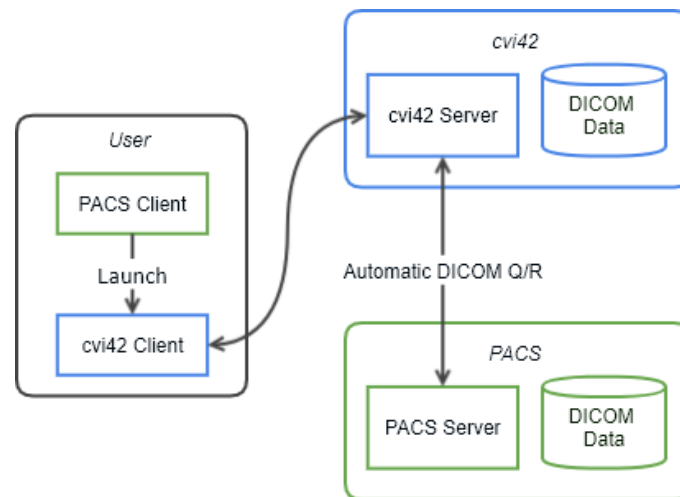 cvi42
cvi42 Server
DICOM
Data
User
PACS Client
Launch
cvi42 Client
Automatic DICOM Q/R
PACS
PACS Server
DICOM
Data